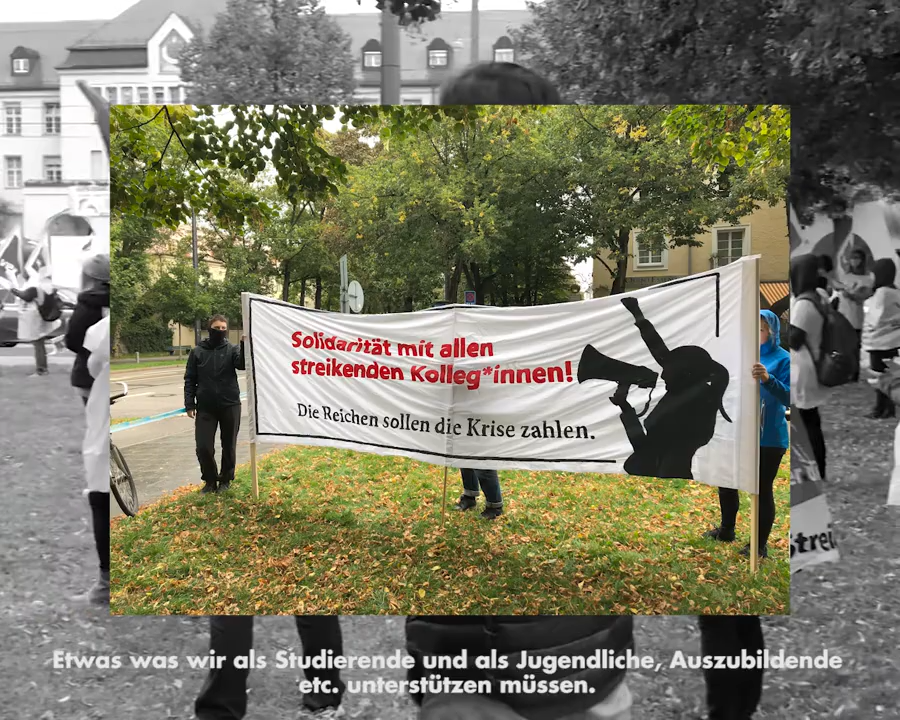 Solidarität mit allen
streikenden Kolleg*innen!
Die Reichen sollen die Krise zahlen.
Etwas was wir als Studierende und als Jugendliche, Auszubildende
etc. unterstützen müssen.